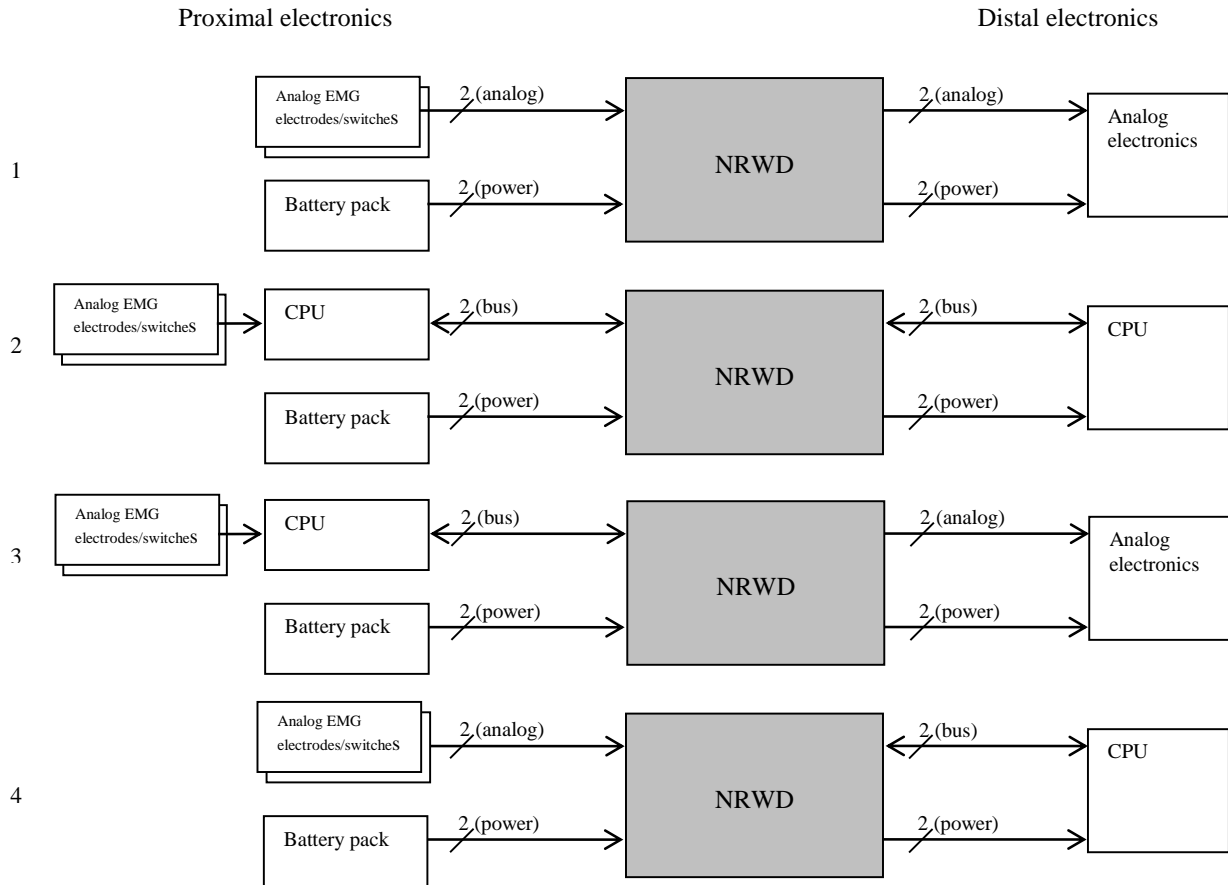 Proximal electronics
Distal electronics
1
Analog EMG
electrodes/switcheS
2 (analog)
NRWD
2 (analog)
Analog
electronics
Battery pack
2 (power)
2 (power)
2
Analog EMG
electrodes/switcheS
CPU
2 (bus)
NRWD
2 (bus)
CPU
Battery pack
2 (power)
2 (power)
3
Analog EMG
electrodes/switcheS
CPU
2 (bus)
NRWD
2 (analog)
Analog
electronics
Battery pack
2 (power)
2 (power)
4
Analog EMG
electrodes/switcheS
2 (analog)
NRWD
2 (bus)
CPU
Battery pack
2 (power)
2 (power)